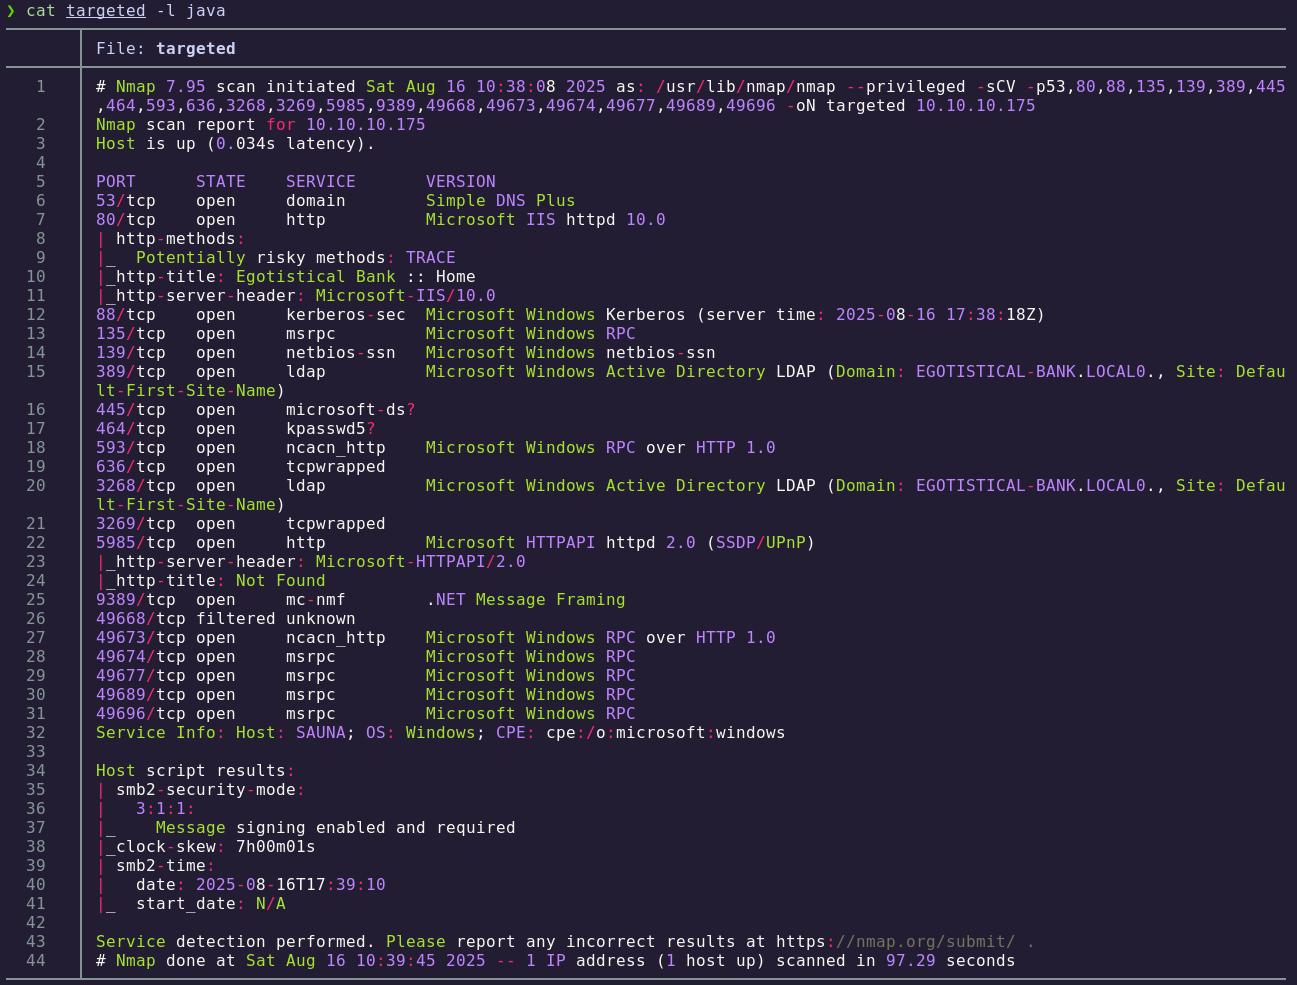 ❯ cat targeted -l java
File: targeted
1 # Nmap 7.95 scan initiated Sat Aug 16 10:38:08 2025 as: /usr/lib/nmap/nmap --privileged -sCV -p53,80,88,135,139,389,445
,464,593,636,3268,3269,5985,9389,49668,49673,49674,49677,49689,49696 -oN targeted 10.10.10.175
2 Nmap scan report for 10.10.10.175
3 Host is up (0.034s latency).
4
5 PORT      STATE    SERVICE       VERSION
6 53/tcp    open     domain        Simple DNS Plus
7 80/tcp    open     http          Microsoft IIS httpd 10.0
8 | http-methods:
9 |_  Potentially risky methods: TRACE
10 |_http-title: Egotistical Bank :: Home
11 |_http-server-header: Microsoft-IIS/10.0
12 88/tcp    open     kerberos-sec  Microsoft Windows Kerberos (server time: 2025-08-16 17:38:18Z)
13 135/tcp   open     msrpc         Microsoft Windows RPC
14 139/tcp   open     netbios-ssn   Microsoft Windows netbios-ssn
15 389/tcp   open     ldap          Microsoft Windows Active Directory LDAP (Domain: EGOTISTICAL-BANK.LOCAL0., Site: Defau
lt-First-Site-Name)
16 445/tcp   open     microsoft-ds?
17 464/tcp   open     kpasswd5?
18 593/tcp   open     ncacn_http    Microsoft Windows RPC over HTTP 1.0
19 636/tcp   open     tcpwrapped
20 3268/tcp  open     ldap          Microsoft Windows Active Directory LDAP (Domain: EGOTISTICAL-BANK.LOCAL0., Site: Defau
lt-First-Site-Name)
21 3269/tcp  open     tcpwrapped
22 5985/tcp  open     http          Microsoft HTTPAPI httpd 2.0 (SSDP/UPnP)
23 |_http-server-header: Microsoft-HTTPAPI/2.0
24 |_http-title: Not Found
25 9389/tcp  open     mc-nmf        .NET Message Framing
26 49668/tcp filtered unknown
27 49673/tcp open     ncacn_http    Microsoft Windows RPC over HTTP 1.0
28 49674/tcp open     msrpc         Microsoft Windows RPC
29 49677/tcp open     msrpc         Microsoft Windows RPC
30 49689/tcp open     msrpc         Microsoft Windows RPC
31 49696/tcp open     msrpc         Microsoft Windows RPC
32 Service Info: Host: SAUNA; OS: Windows; CPE: cpe:/o:microsoft:windows
33
34 Host script results:
35 | smb2-security-mode:
36 |   3:1:1:
37 |_    Message signing enabled and required
38 |_clock-skew: 7h00m01s
39 | smb2-time:
40 |   date: 2025-08-16T17:39:10
41 |_  start_date: N/A
42
43 Service detection performed. Please report any incorrect results at https://nmap.org/submit/ .
44 # Nmap done at Sat Aug 16 10:39:45 2025 -- 1 IP address (1 host up) scanned in 97.29 seconds